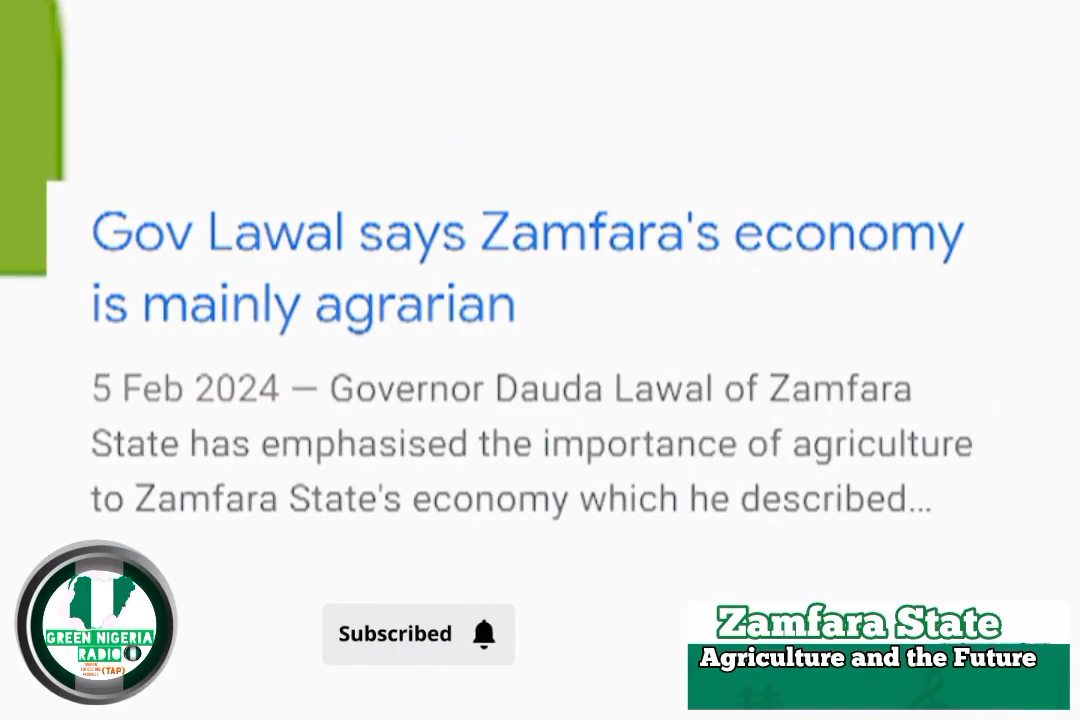 Gov Lawal says Zamfara's economy
is mainly agrarian
5 Feb 2024 — Governor Dauda Lawal of Zamfara
State has emphasised the importance of agriculture
to Zamfara State's economy which he described...
GREEN NIGERIA
RADIO
(TAP)
Subscribed
Zamfara State
Agriculture and the Future